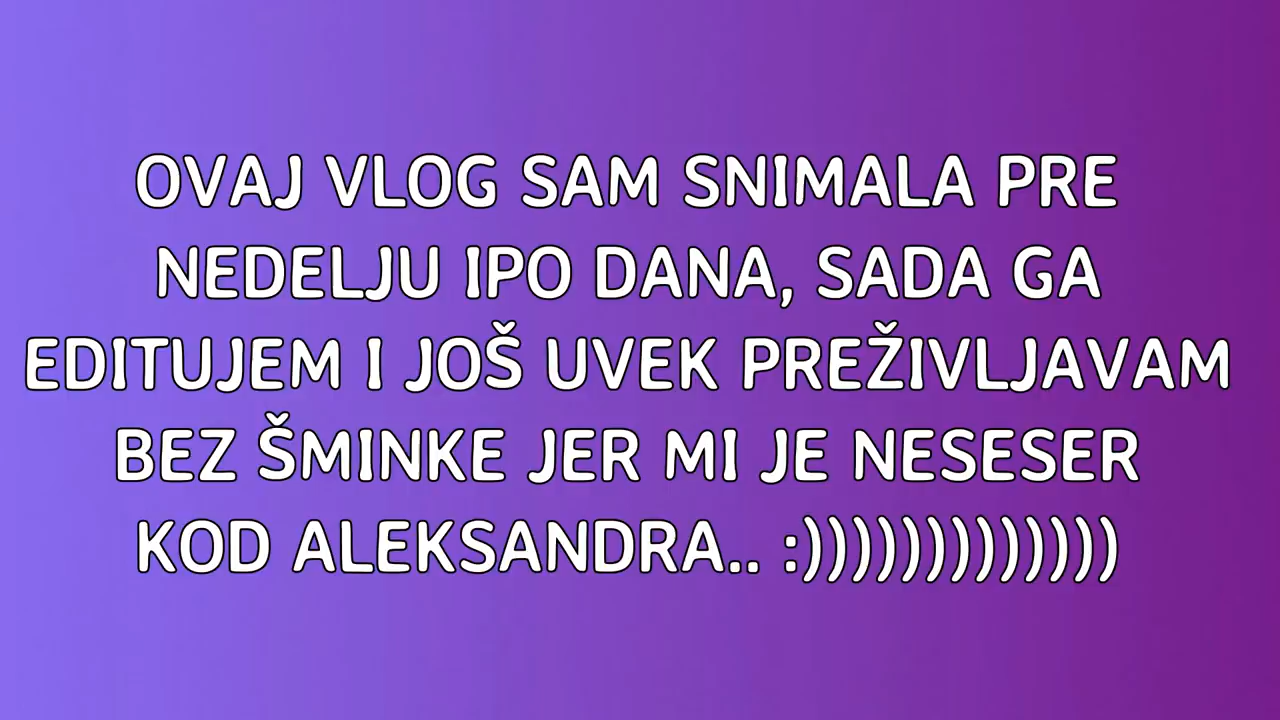 OVAJ VLOG SAM SNIMALA PRE
NEDELJU IPO DANA, SADA GA
EDITUJEM I JOŠ UVEK PREŽIVLJAVAM
BEZ ŠMINKE JER MI JE NESESER
KOD ALEKSANDRA.. :)))))))))))))